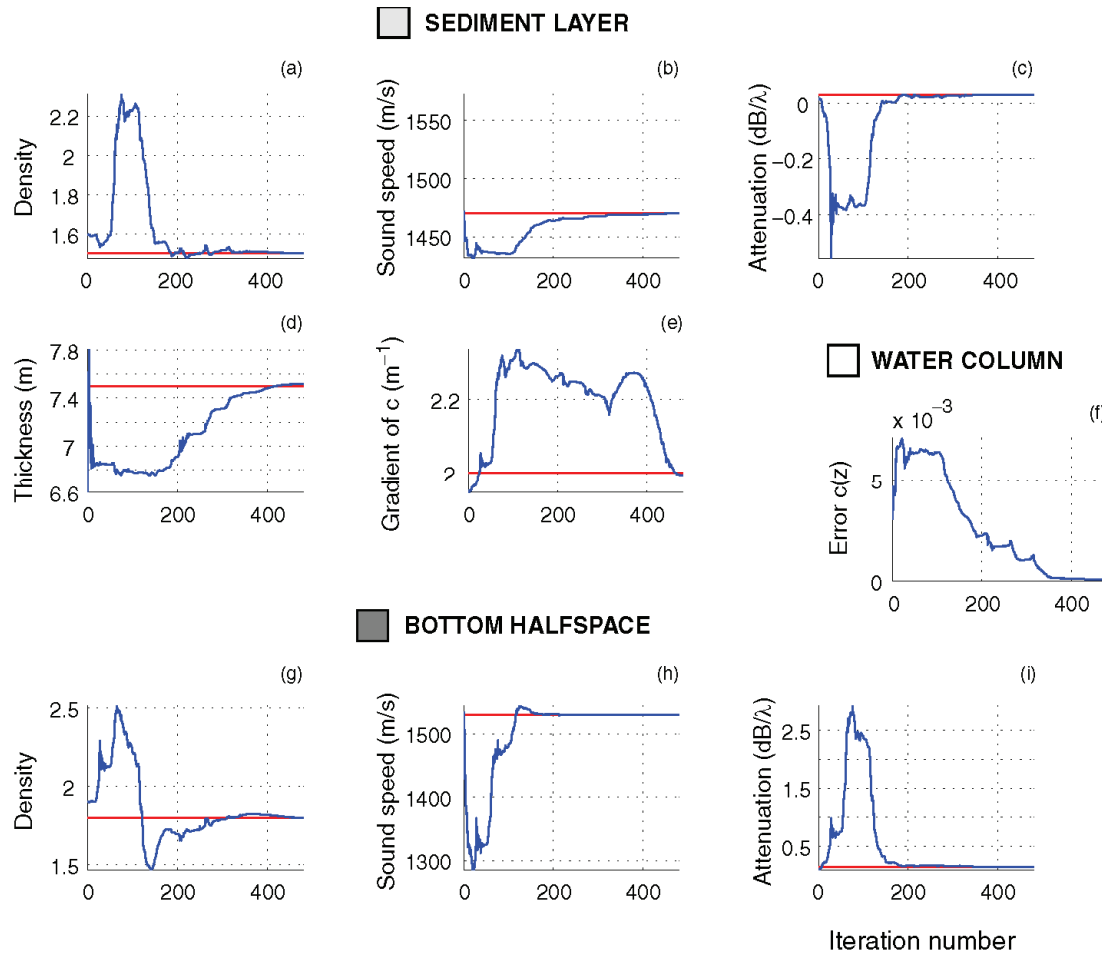 SEDIMENT LAYER
(a)
Density
2.2
2
1.8
1.6
0 200 400
(b)
Sound speed (m/s)
1550
1500
1450
0 200 400
(c)
Attenuation (dB/λ)
0
−0.2
−0.4
0 200 400
(d)
Thickness (m)
7.8
7.4
7
6.6
0 200 400
(e)
Gradient of c (m⁻¹)
2.2
2
0 200 400
WATER COLUMN
(f)
x 10⁻³
Error c(z)
5
0
0 200 400
BOTTOM HALFSPACE
(g)
Density
2.5
2
1.5
0 200 400
(h)
Sound speed (m/s)
1500
1400
1300
0 200 400
(i)
Attenuation (dB/λ)
2.5
1.5
0.5
0 200 400
Iteration number